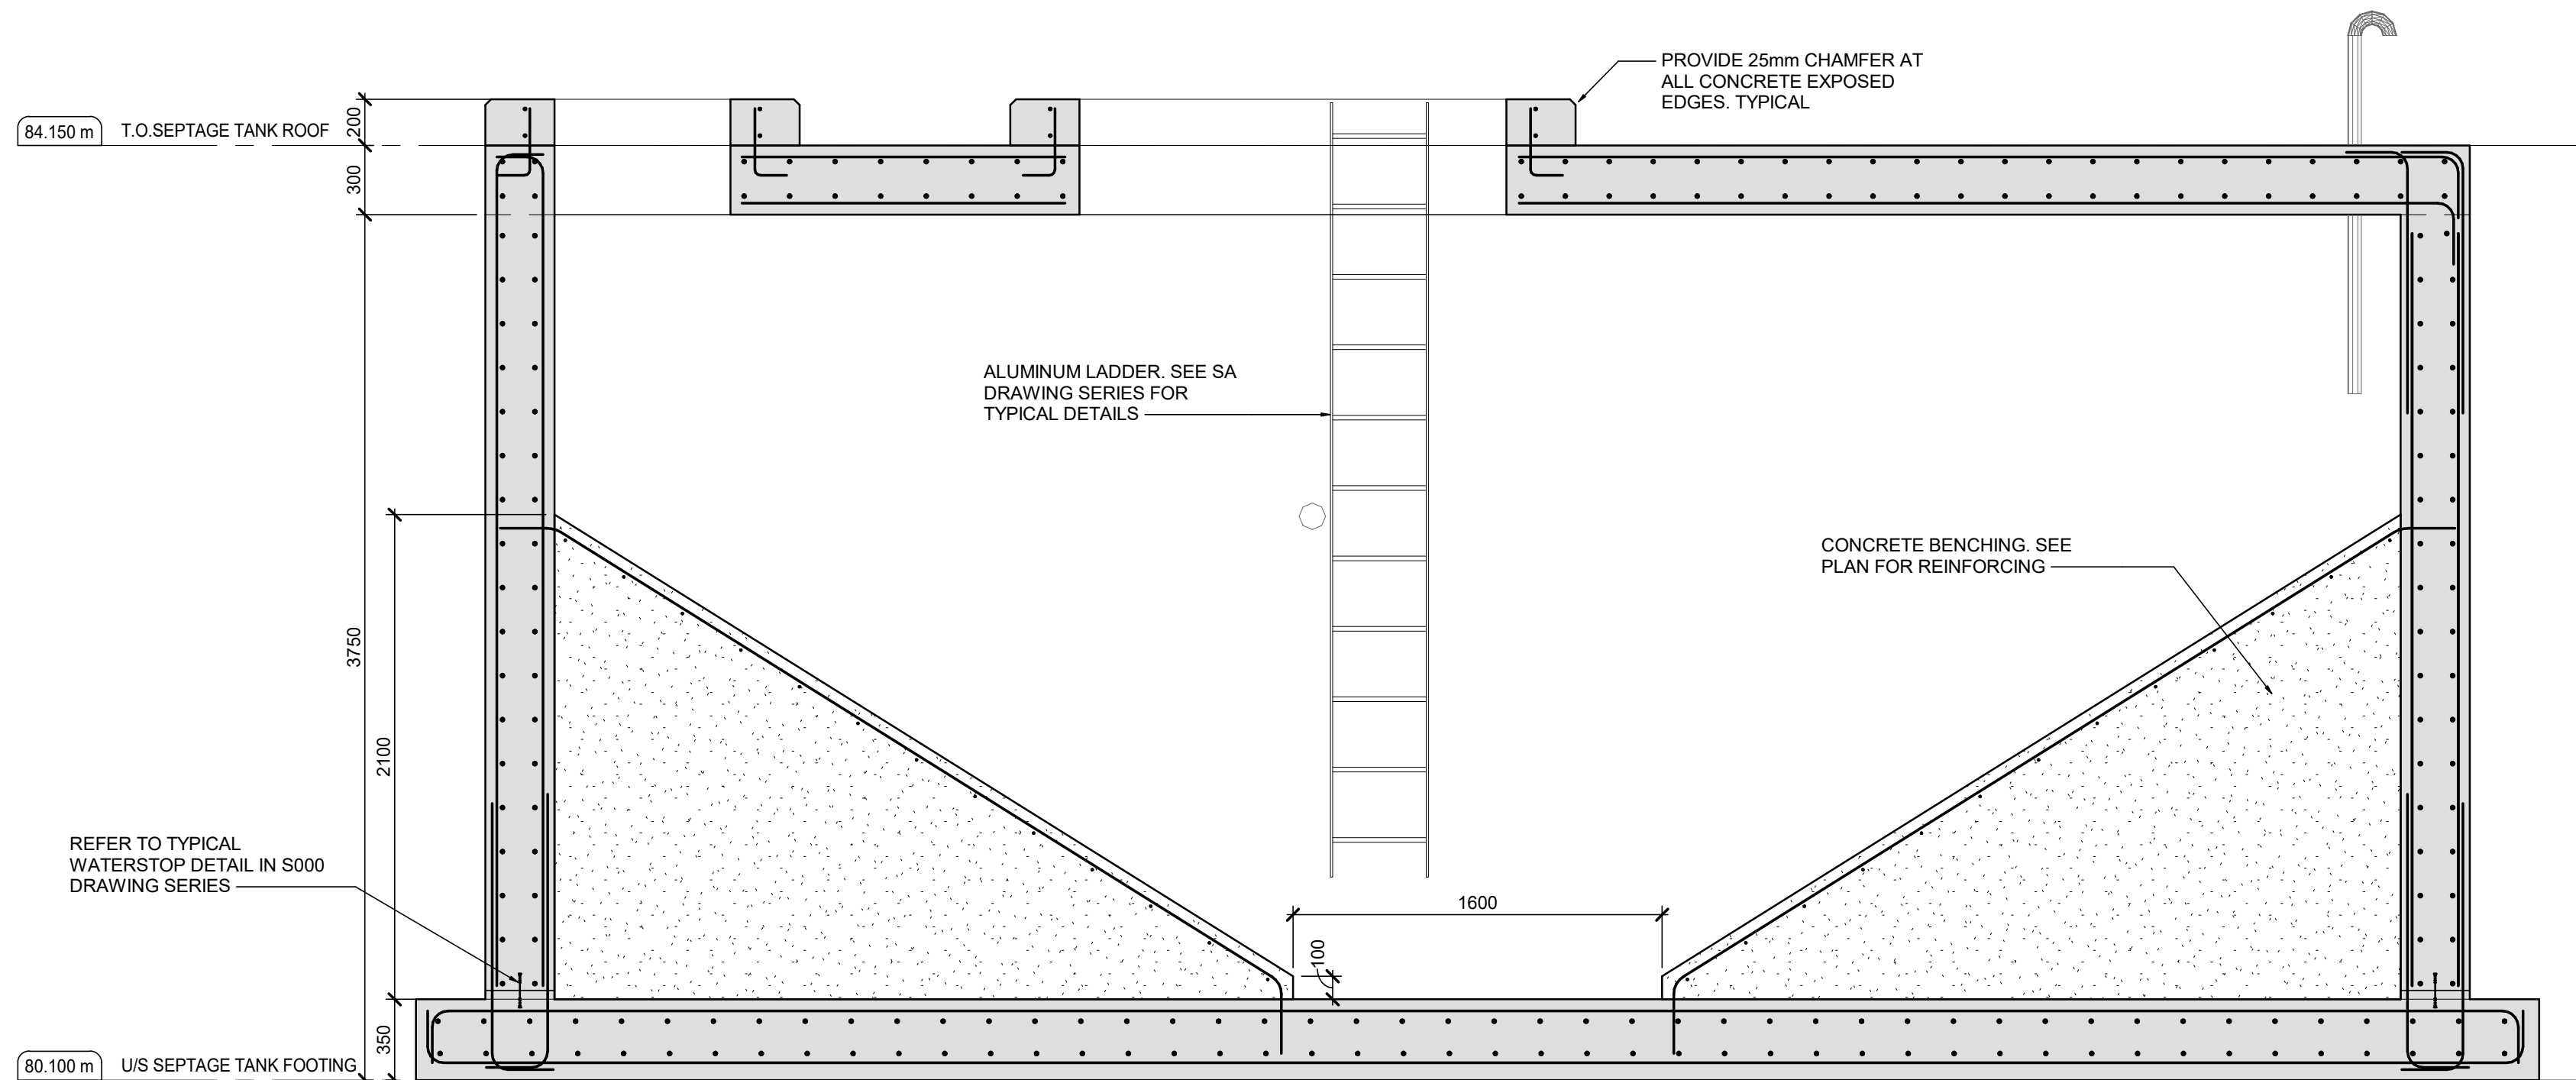 PROVIDE 25mm CHAMFER AT
ALL CONCRETE EXPOSED
EDGES. TYPICAL
84.150 m
T.O.SEPTAGE TANK ROOF
200
300
ALUMINUM LADDER. SEE SA
DRAWING SERIES FOR
TYPICAL DETAILS
CONCRETE BENCHING. SEE
PLAN FOR REINFORCING
3750
2100
REFER TO TYPICAL
WATERSTOP DETAIL IN S000
DRAWING SERIES
1600
100
350
80.100 m
U/S SEPTAGE TANK FOOTING